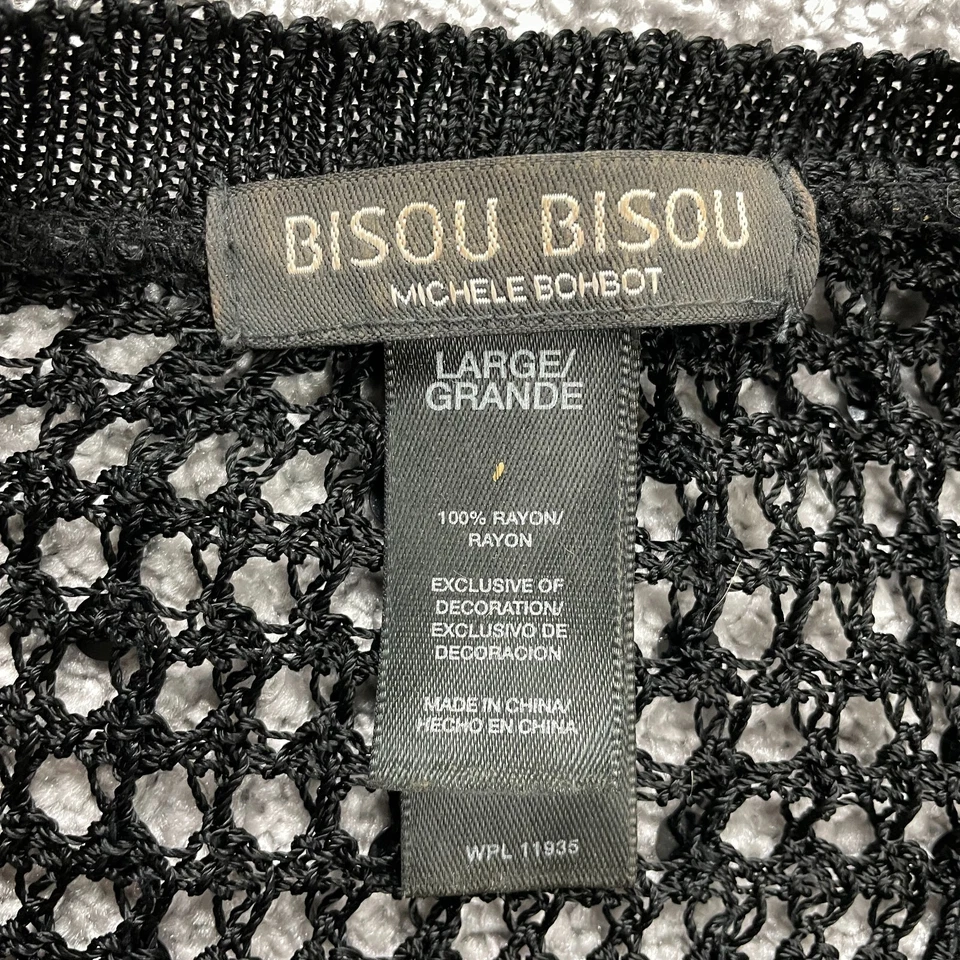 BISOU BISOU
MICHELE BOHBOT
LARGE/
GRANDE
100% RAYON/
RAYON
EXCLUSIVE OF
DECORATION/
EXCLUSIVO DE
DECORACION
MADE IN CHINA/
HECHO EN CHINA
WPL 11935